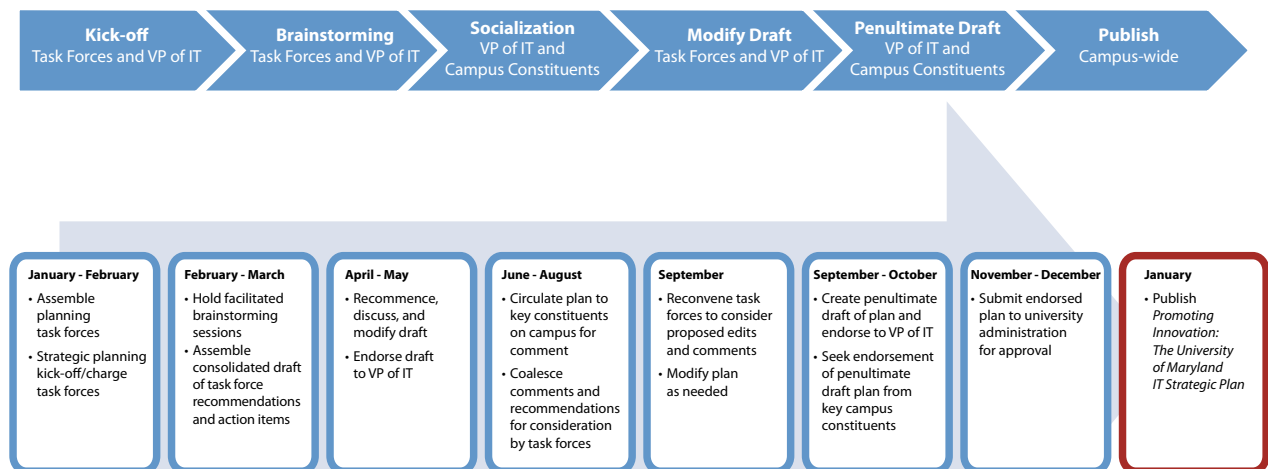 Kick-off
Task Forces and VP of IT
Brainstorming
Task Forces and VP of IT
Socialization
VP of IT and
Campus Constituents
Modify Draft
Task Forces and VP of IT
Penultimate Draft
VP of IT and
Campus Constituents
Publish
Campus-wide
January - February
• Assemble
planning
task forces
• Strategic planning
kick-off/charge
task forces
February - March
• Hold facilitated
brainstorming
sessions
• Assemble
consolidated draft
of task force
recommendations
and action items
April - May
• Recommence,
discuss, and
modify draft
• Endorse draft
to VP of IT
June - August
• Circulate plan to
key constituents
on campus for
comment
• Coalesce
comments and
recommendations
for consideration
by task forces
September
• Reconvene task
forces to consider
proposed edits
and comments
• Modify plan
as needed
September - October
• Create penultimate
draft of plan and
endorse to VP of IT
• Seek endorsement
of penultimate
draft plan from
key campus
constituents
November - December
• Submit endorsed
plan to university
administration
for approval
January
• Publish
Promoting
Innovation:
The University
of Maryland
IT Strategic Plan